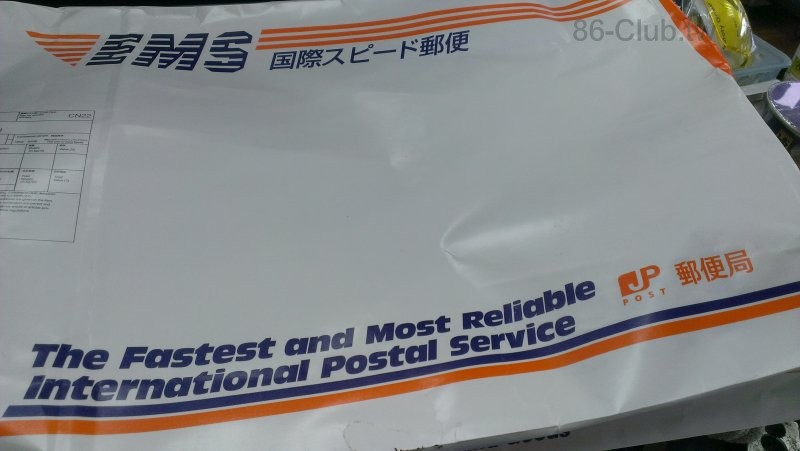 86-Club.
EMS 国際スピード郵便
CN22
JP 郵便局
POST
The Fastest and Most Reliable
International Postal Service